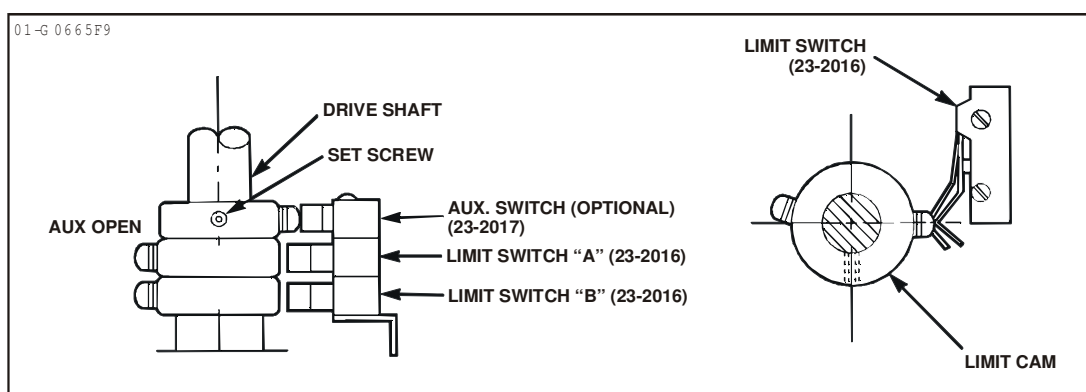 01-G 0665F9
DRIVE SHAFT
SET SCREW
AUX OPEN
AUX. SWITCH (OPTIONAL)
(23-2017)
LIMIT SWITCH “A” (23-2016)
LIMIT SWITCH “B” (23-2016)
LIMIT SWITCH
(23-2016)
LIMIT CAM